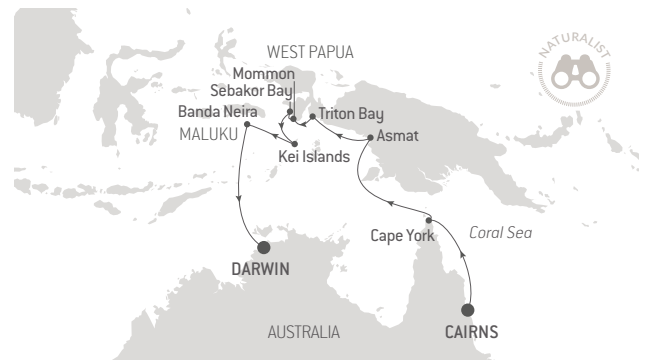 NATURALIST
WEST PAPUA
Mommon
Sebakor Bay
Banda Neira
Triton Bay
MALUKU
Asmat
Kei Islands
Cape York
Coral Sea
DARWIN
AUSTRALIA
CAIRNS